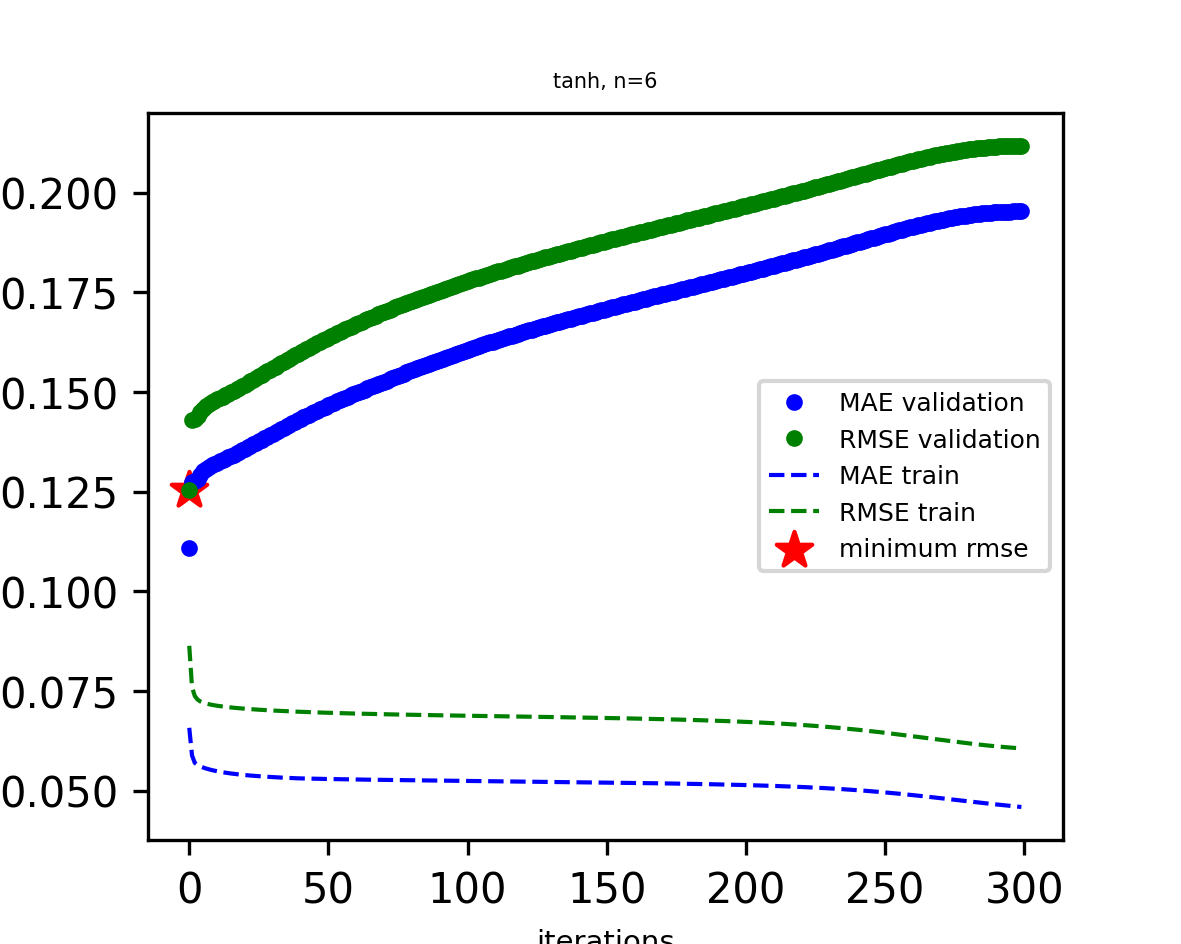 tanh, n=6
0.200
0.175
0.150
0.125
0.100
0.075
0.050
MAE validation
RMSE validation
MAE train
RMSE train
minimum rmse
0 50 100 150 200 250 300
iterations